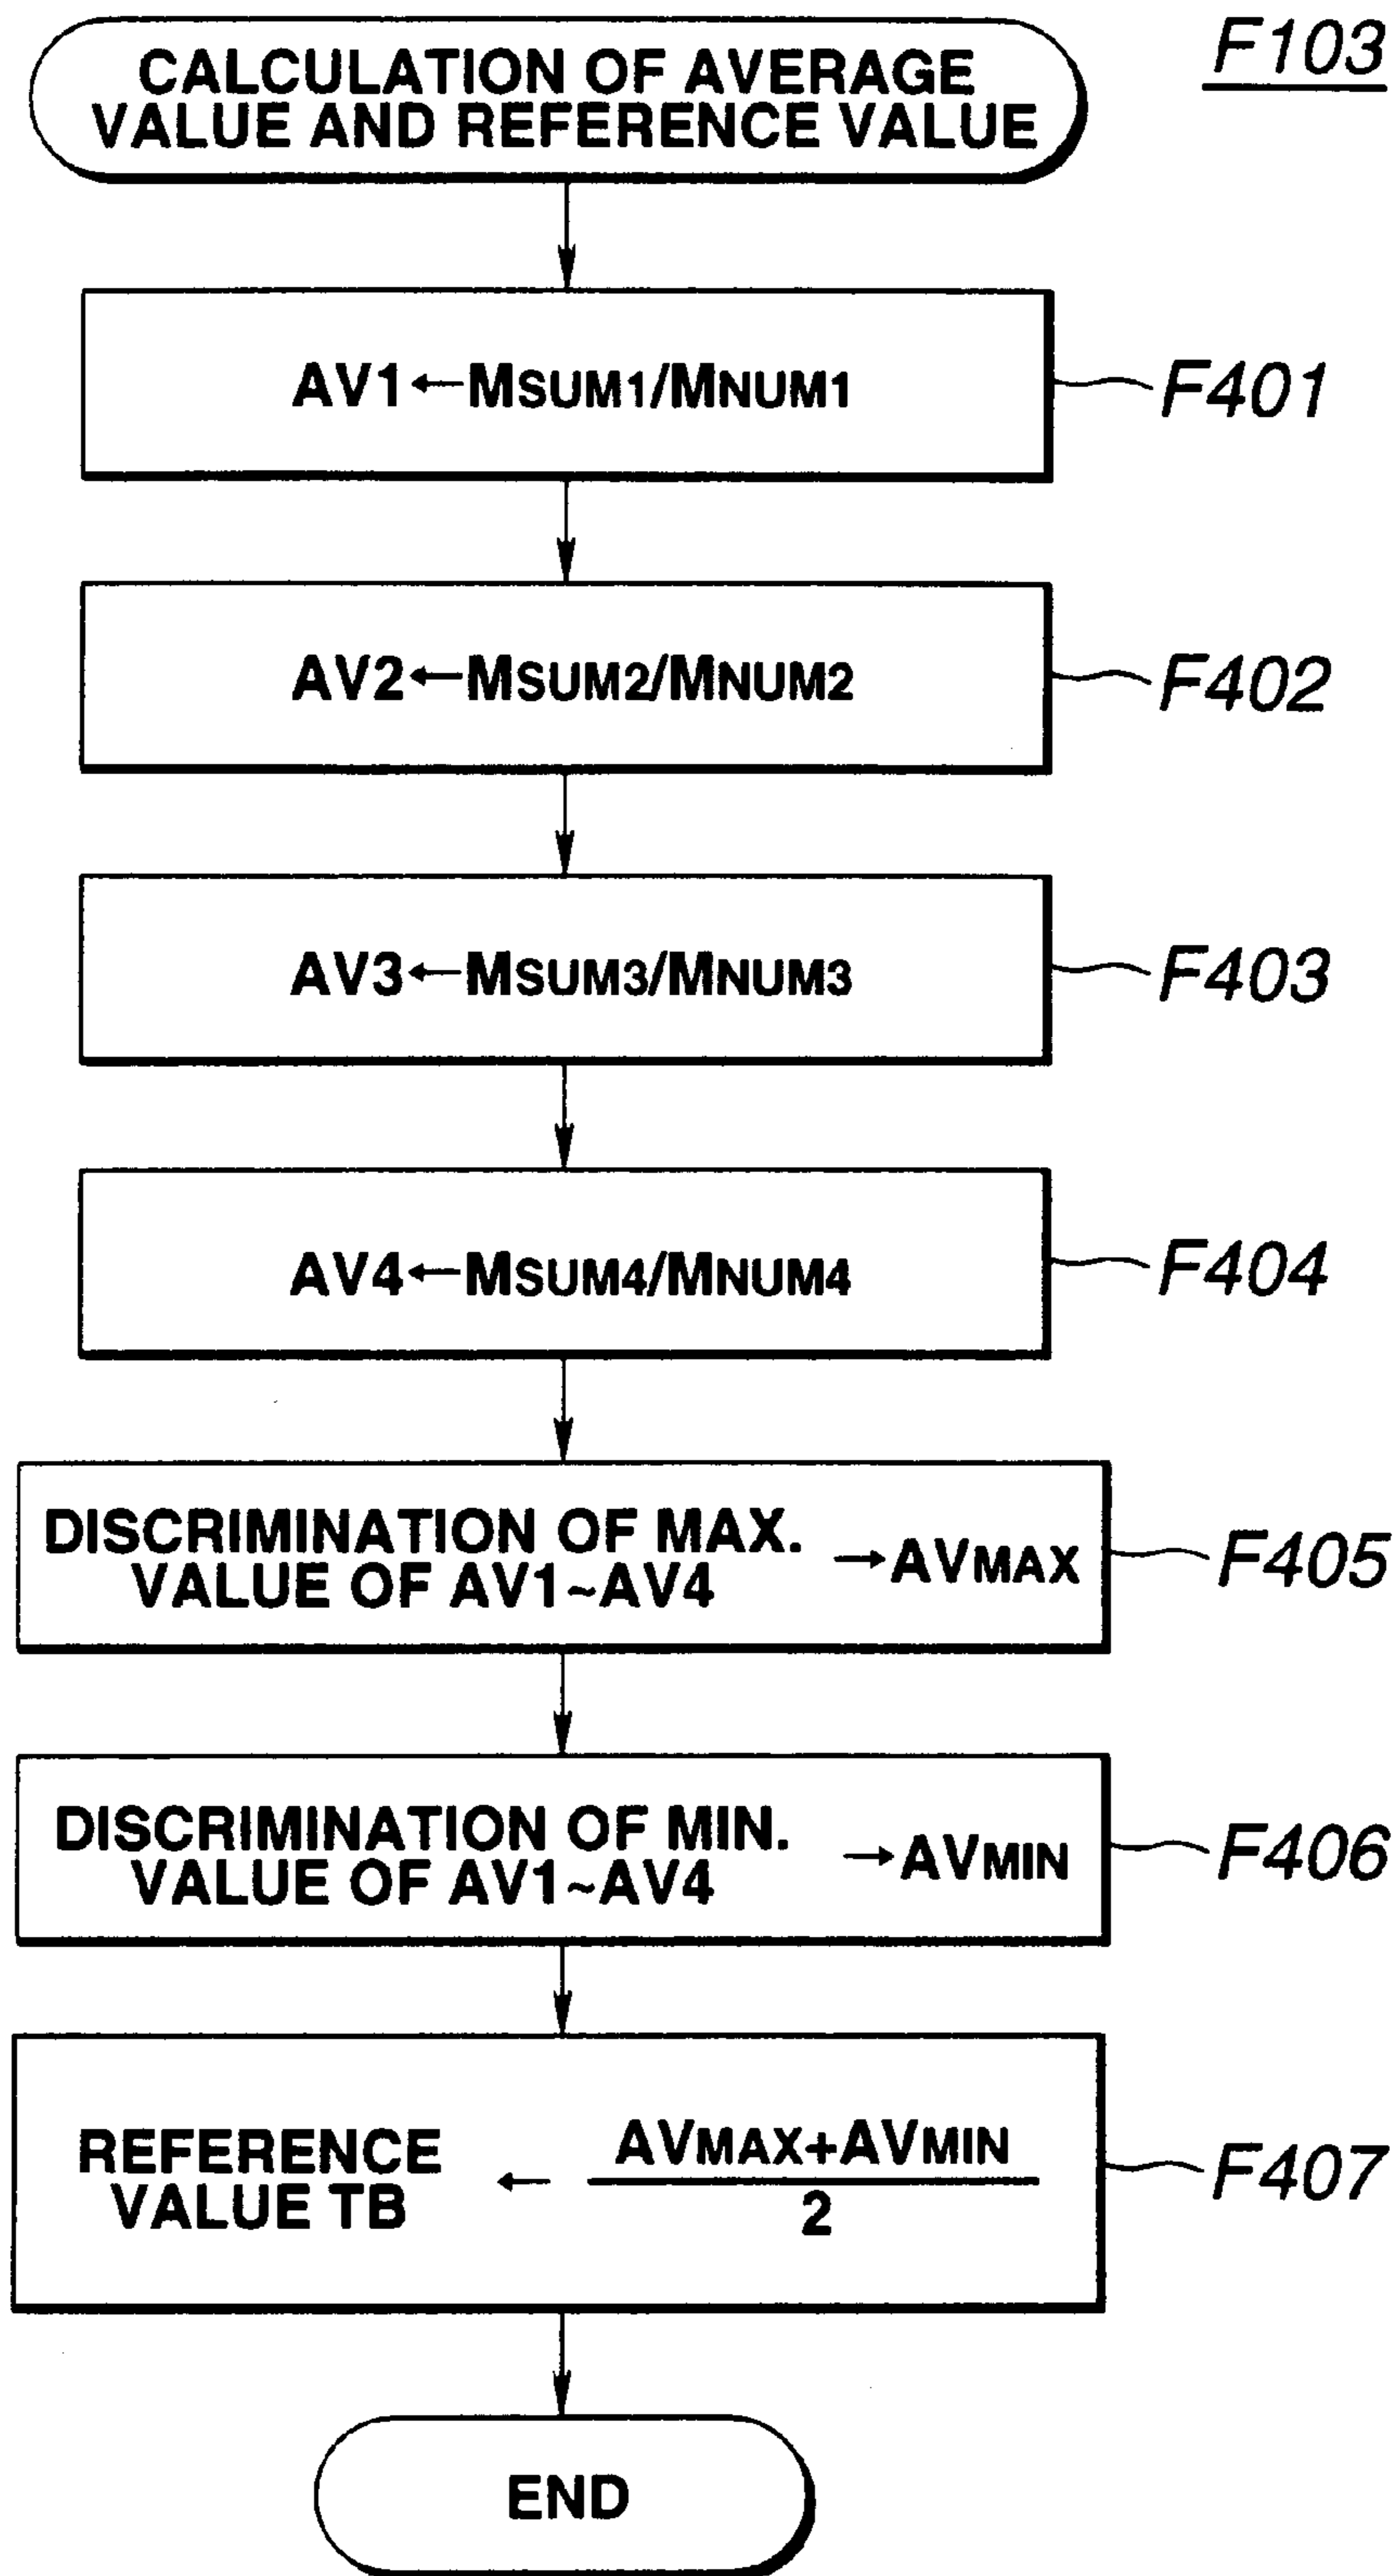 F103
CALCULATION OF AVERAGE
VALUE AND REFERENCE VALUE
AV1←MSUM1/MNUM1
F401
AV2←MSUM2/MNUM2
F402
AV3←MSUM3/MNUM3
F403
AV4←MSUM4/MNUM4
F404
DISCRIMINATION OF MAX.
VALUE OF AV1~AV4
→AVMAX
F405
DISCRIMINATION OF MIN.
VALUE OF AV1~AV4
→AVMIN
F406
REFERENCE
VALUE TB
←
AVMAX+AVMIN
2
F407
END